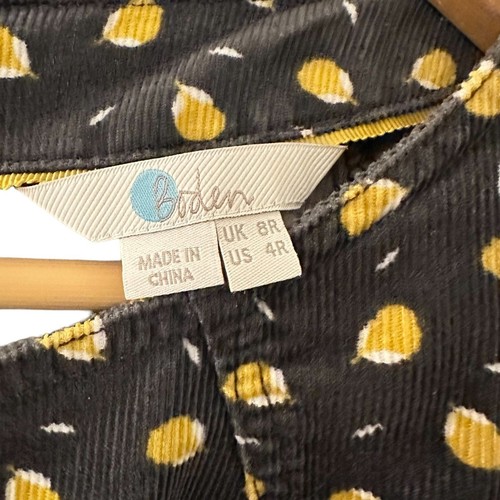 Boden
MADE IN
CHINA
UK 8R
US 4R